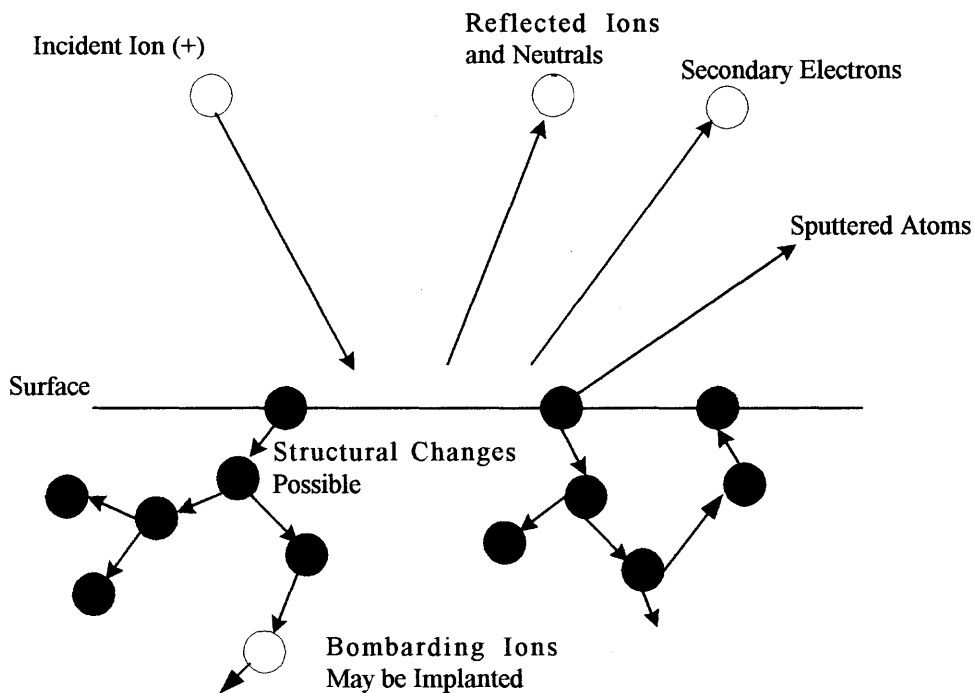 Incident Ion (+)
Reflected Ions
and Neutrals
Secondary Electrons
Sputtered Atoms
Surface
Structural Changes
Possible
Bombarding Ions
May be Implanted